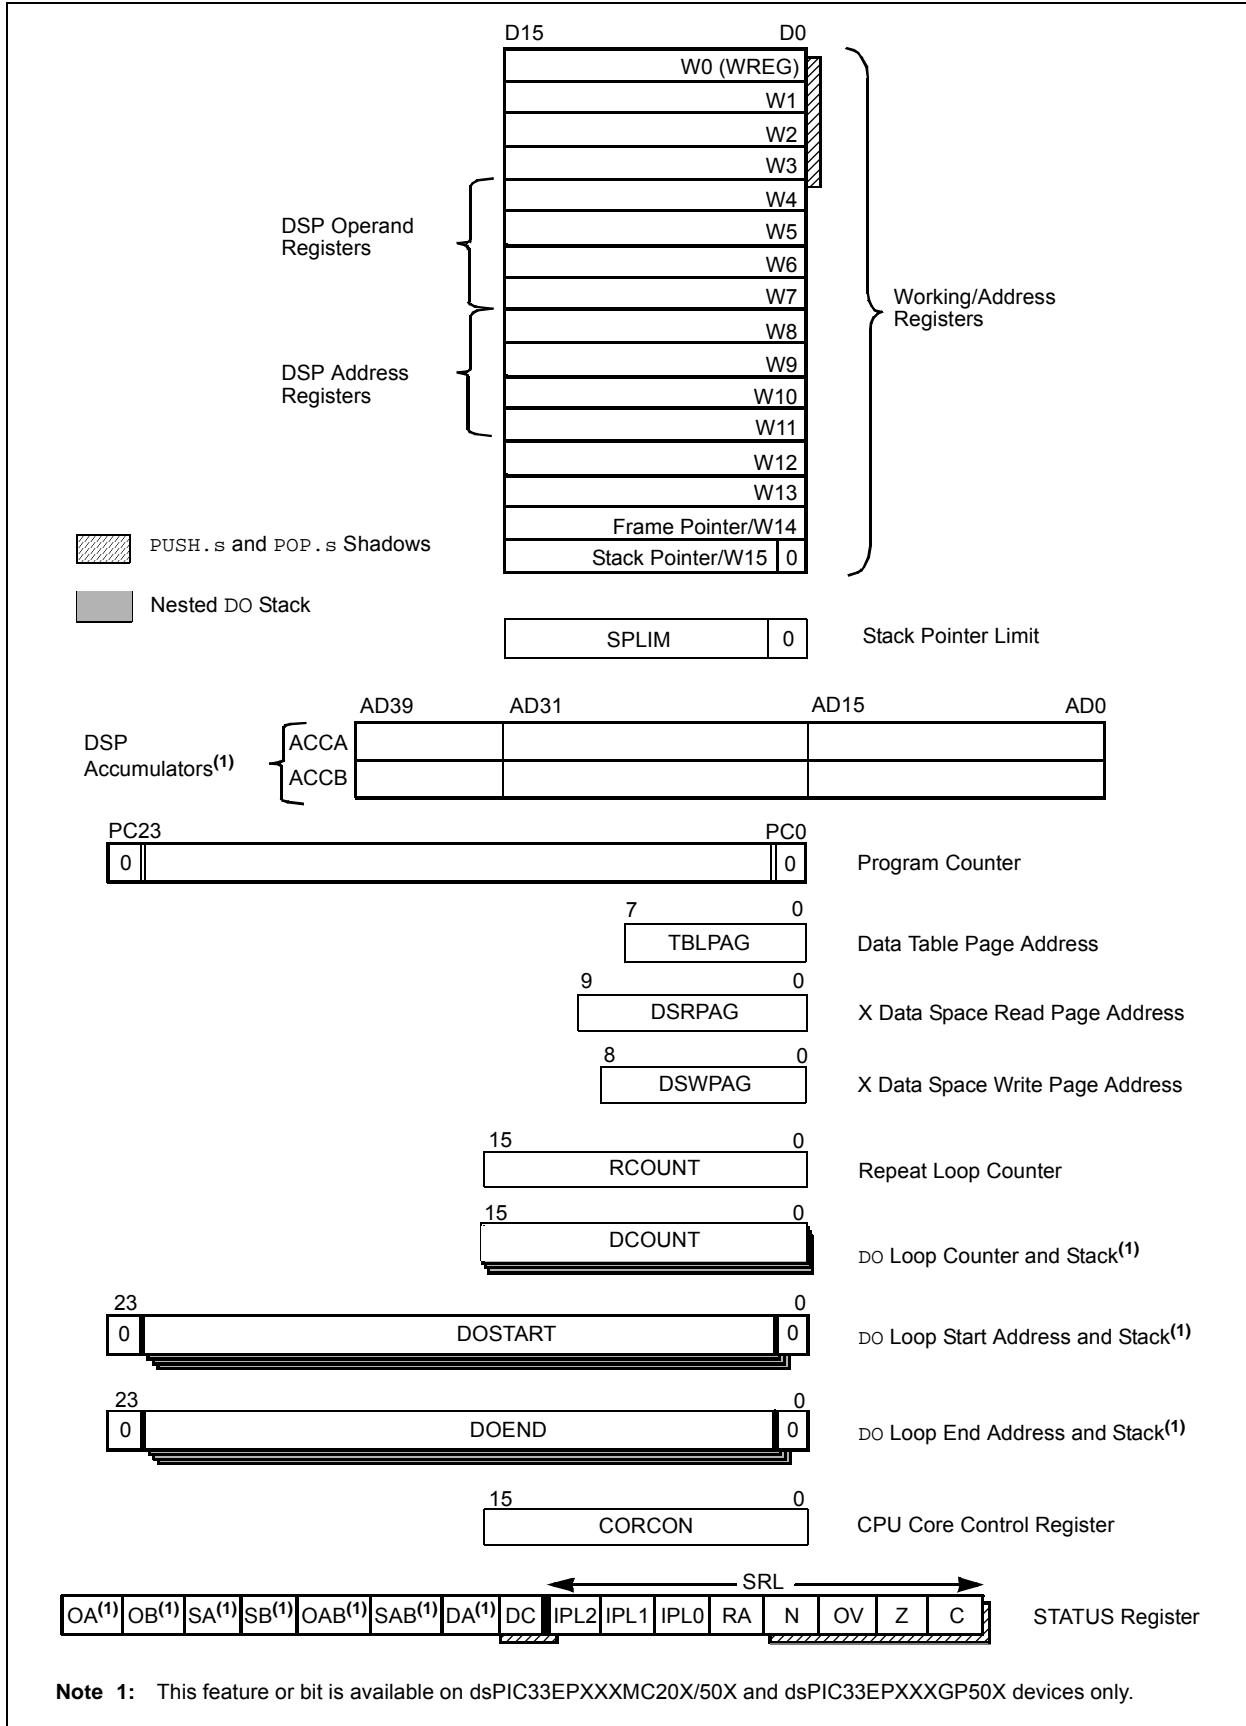 D15 D0
W0 (WREG)
W1
W2
W3
W4
DSP Operand
Registers
W5
W6
W7
Working/Address
Registers
W8
DSP Address
Registers
W9
W10
W11
W12
W13
Frame Pointer/W14
PUSH.s and POP.s Shadows
Stack Pointer/W15 0
Nested DO Stack
SPLIM 0 Stack Pointer Limit
AD39 AD31 AD15 AD0
DSP
Accumulators(1)
ACCA
ACCB
PC23 PC0
0 0 Program Counter
7 0
TBLPAG Data Table Page Address
9 0
DSRPAG X Data Space Read Page Address
8 0
DSWPAG X Data Space Write Page Address
15 0
RCOUNT Repeat Loop Counter
15 0
DCOUNT DO Loop Counter and Stack(1)
23 0
0 DOSTART 0 DO Loop Start Address and Stack(1)
23 0
0 DOEND 0 DO Loop End Address and Stack(1)
15 0
CORCON CPU Core Control Register
SRL
OA(1) OB(1) SA(1) SB(1) OAB(1) SAB(1) DA(1) DC IPL2 IPL1 IPL0 RA N OV Z C STATUS Register
Note 1: This feature or bit is available on dsPIC33EPXXXMC20X/50X and dsPIC33EPXXXGP50X devices only.